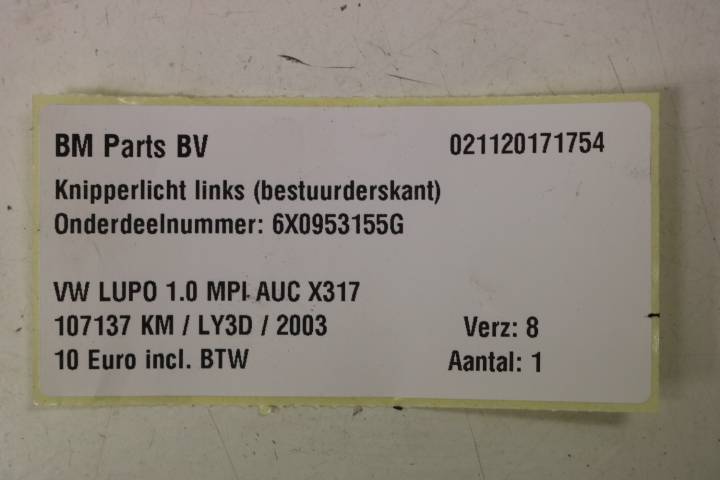 BM Parts BV 021120171754
Knipperlicht links (bestuurderskant)
Onderdeelnummer: 6X0953155G
VW LUPO 1.0 MPI AUC X317
107137 KM / LY3D / 2003 Verz: 8
10 Euro incl. BTW Aantal: 1